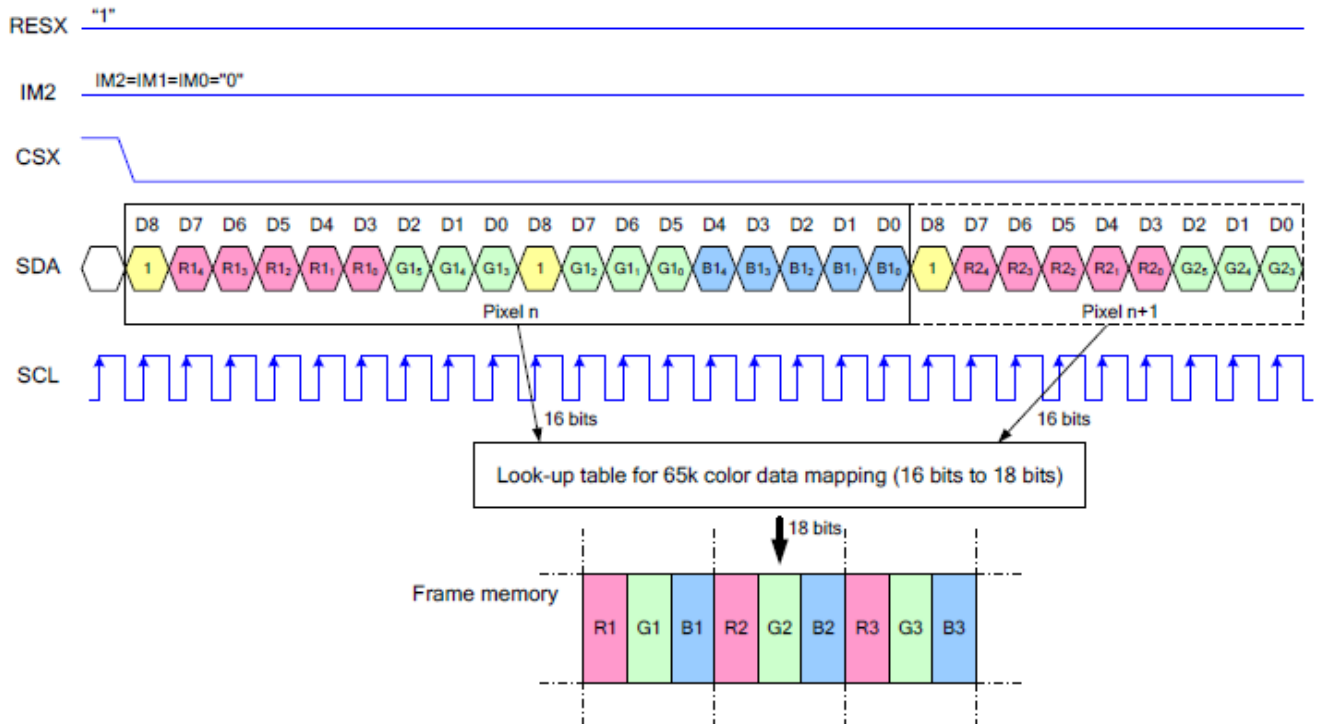 RESX "1"
IM2 IM2=IM1=IM0="0"
CSX
D8 D7 D6 D5 D4 D3 D2 D1 D0 D8 D7 D6 D5 D4 D3 D2 D1 D0 D8 D7 D6 D5 D4 D3 D2 D1 D0
SDA 1 R1₄ R1₃ R1₂ R1₁ R1₀ G1₅ G1₄ G1₃ 1 G1₂ G1₁ G1₀ B1₄ B1₃ B1₂ B1₁ B1₀ 1 R2₄ R2₃ R2₂ R2₁ R2₀ G2₅ G2₄ G2₃
Pixel n Pixel n+1
SCL
16 bits 16 bits
Look-up table for 65k color data mapping (16 bits to 18 bits)
18 bits
Frame memory
R1 G1 B1 R2 G2 B2 R3 G3 B3